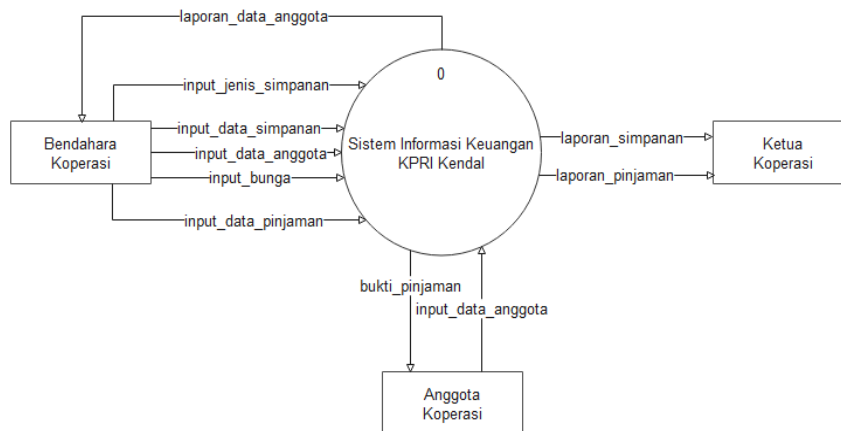 laporan_data_anggota
0
input_jenis_simpanan
Bendahara
Koperasi
input_data_simpanan
input_data_anggota
input_bunga
input_data_pinjaman
Sistem Informasi Keuangan
KPRI Kendal
laporan_simpanan
laporan_pinjaman
Ketua
Koperasi
bukti_pinjaman
input_data_anggota
Anggota
Koperasi